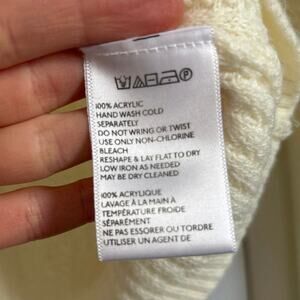 100% ACRYLIC
HAND WASH COLD
SEPARATELY
DO NOT WRING OR TWIST
USE ONLY NON-CHLORINE
BLEACH
RESHAPE & LAY FLAT TO DRY
LOW IRON AS NEEDED
MAY BE DRY CLEANED
100% ACRYLIQUE
LAVAGE À LA MAIN À
TEMPÉRATURE FROIDE
SÉPARÉMENT
NE PAS ESSORER OU TORDRE
UTILISER UN AGENT DE